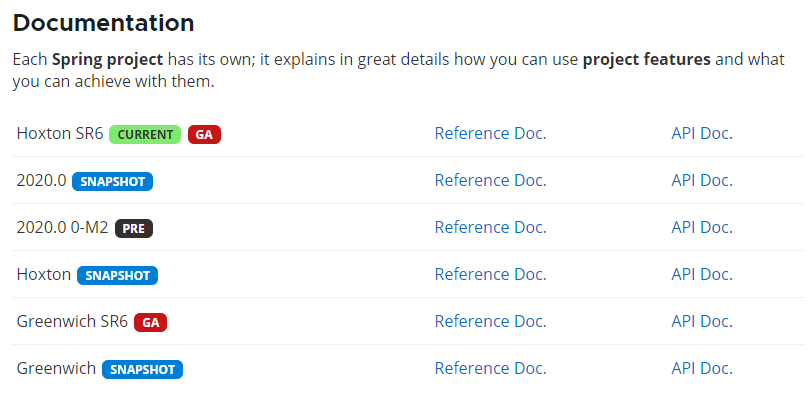 Documentation
Each Spring project has its own; it explains in great details how you can use project features and what
you can achieve with them.
Hoxton SR6 CURRENT GA Reference Doc. API Doc.
2020.0 SNAPSHOT Reference Doc. API Doc.
2020.0 0-M2 PRE Reference Doc. API Doc.
Hoxton SNAPSHOT Reference Doc. API Doc.
Greenwich SR6 GA Reference Doc. API Doc.
Greenwich SNAPSHOT Reference Doc. API Doc.